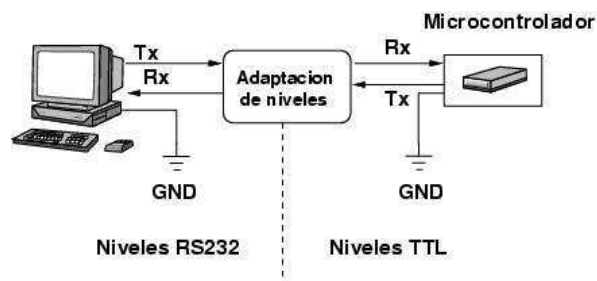 Microcontrolador
Tx
Rx
Adaptacion
de niveles
Rx
Tx
GND
GND
Niveles RS232
Niveles TTL